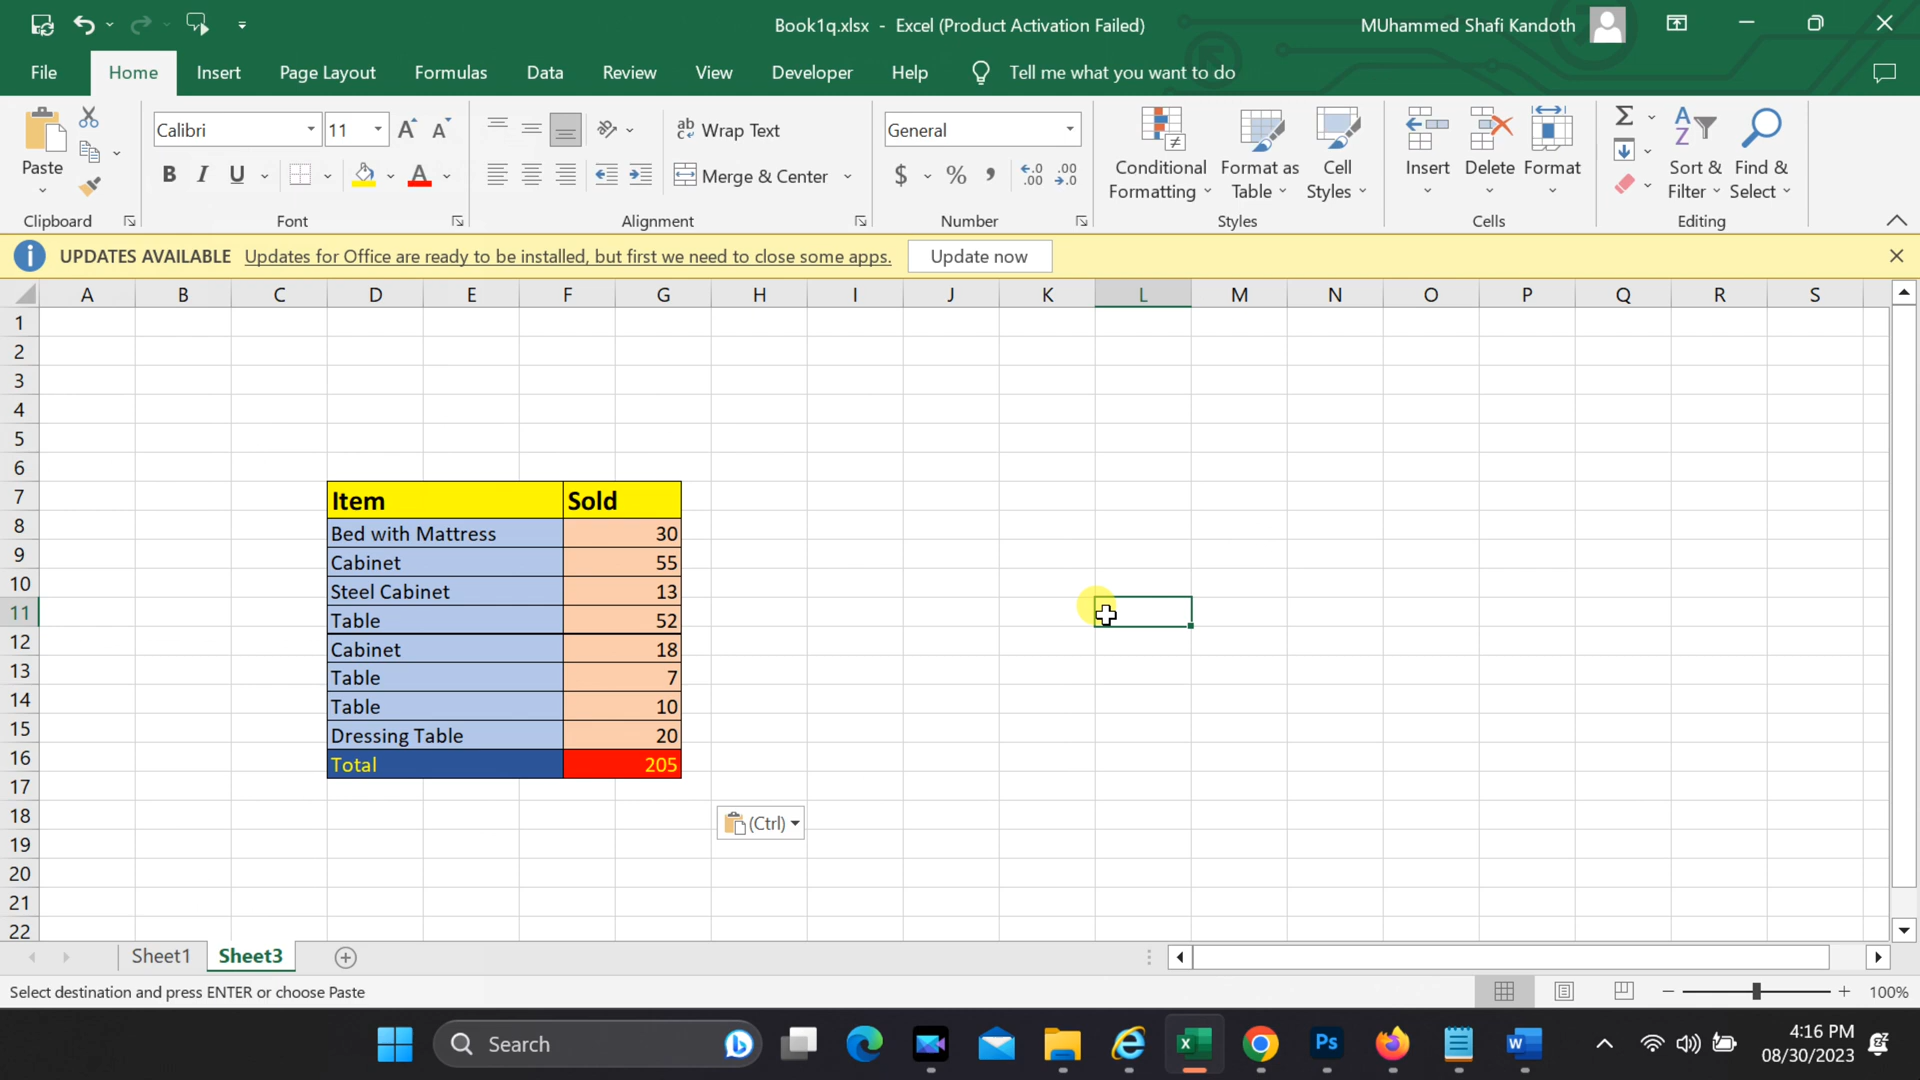 Book1q.xlsx - Excel (Product Activation Failed)
MUhammed Shafi Kandoth
File Home Insert Page Layout Formulas Data Review View Developer Help Tell me what you want to do
Paste
Clipboard
Calibri 11
B I U A
Font
ab Wrap Text
Merge & Center
Alignment
General
$ % , .0 .00 .00 .0
Number
Conditional Formatting
Format as Table
Cell Styles
Styles
Insert Delete Format
Cells
Sort & Filter
Find & Select
Editing
UPDATES AVAILABLE Updates for Office are ready to be installed, but first we need to close some apps. Update now
A B C D E F G H I J K L M N O P Q R S
1
2
3
4
5
6
7 Item Sold
8 Bed with Mattress 30
9 Cabinet 55
10 Steel Cabinet 13
11 Table 52
12 Cabinet 18
13 Table 7
14 Table 10
15 Dressing Table 20
16 Total 205
17
18 (Ctrl)
19
20
21
22
Sheet1 Sheet3
Select destination and press ENTER or choose Paste
100%
Search
Ps
4:16 PM
08/30/2023